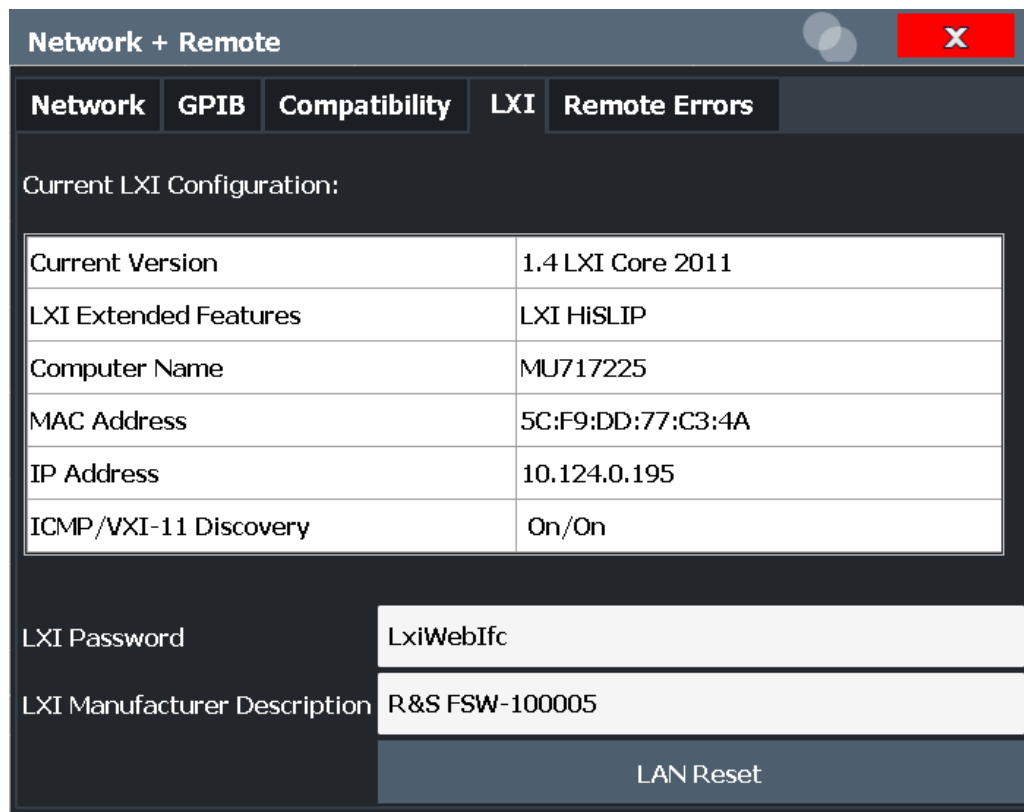 Network + Remote X
Network GPIB Compatibility LXI Remote Errors
Current LXI Configuration:
Current Version 1.4 LXI Core 2011
LXI Extended Features LXI HiSLIP
Computer Name MU717225
MAC Address 5C:F9:DD:77:C3:4A
IP Address 10.124.0.195
ICMP/VXI-11 Discovery On/On
LXI Password LxiWebIfc
LXI Manufacturer Description R&S FSW-100005
LAN Reset